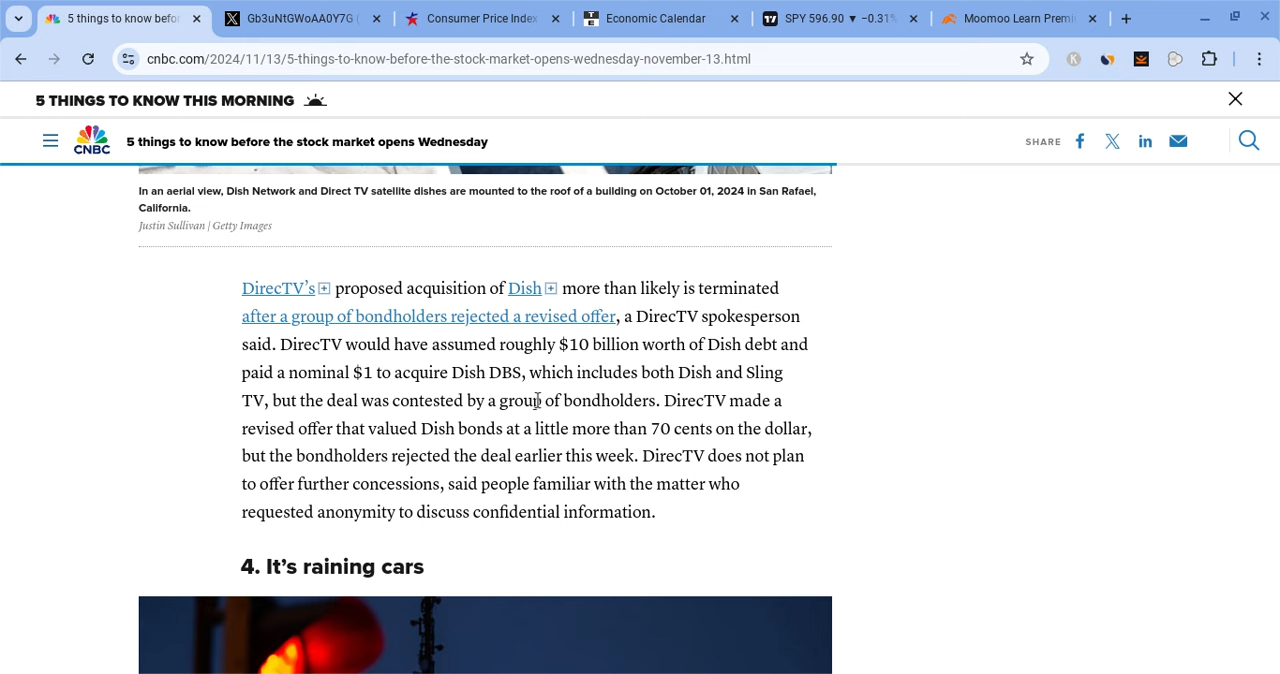 5 things to know befor
Gb3uNtGWoAA0Y7G (
Consumer Price Index
Economic Calendar
SPY 596.90 ▼ −0.31%
Moomoo Learn Premi
cnbc.com/2024/11/13/5-things-to-know-before-the-stock-market-opens-wednesday-november-13.html
5 THINGS TO KNOW THIS MORNING
CNBC
5 things to know before the stock market opens Wednesday
SHARE
In an aerial view, Dish Network and Direct TV satellite dishes are mounted to the roof of a building on October 01, 2024 in San Rafael,
California.
Justin Sullivan | Getty Images
DirecTV’s proposed acquisition of Dish more than likely is terminated
after a group of bondholders rejected a revised offer, a DirecTV spokesperson
said. DirecTV would have assumed roughly $10 billion worth of Dish debt and
paid a nominal $1 to acquire Dish DBS, which includes both Dish and Sling
TV, but the deal was contested by a group of bondholders. DirecTV made a
revised offer that valued Dish bonds at a little more than 70 cents on the dollar,
but the bondholders rejected the deal earlier this week. DirecTV does not plan
to offer further concessions, said people familiar with the matter who
requested anonymity to discuss confidential information.
4. It’s raining cars